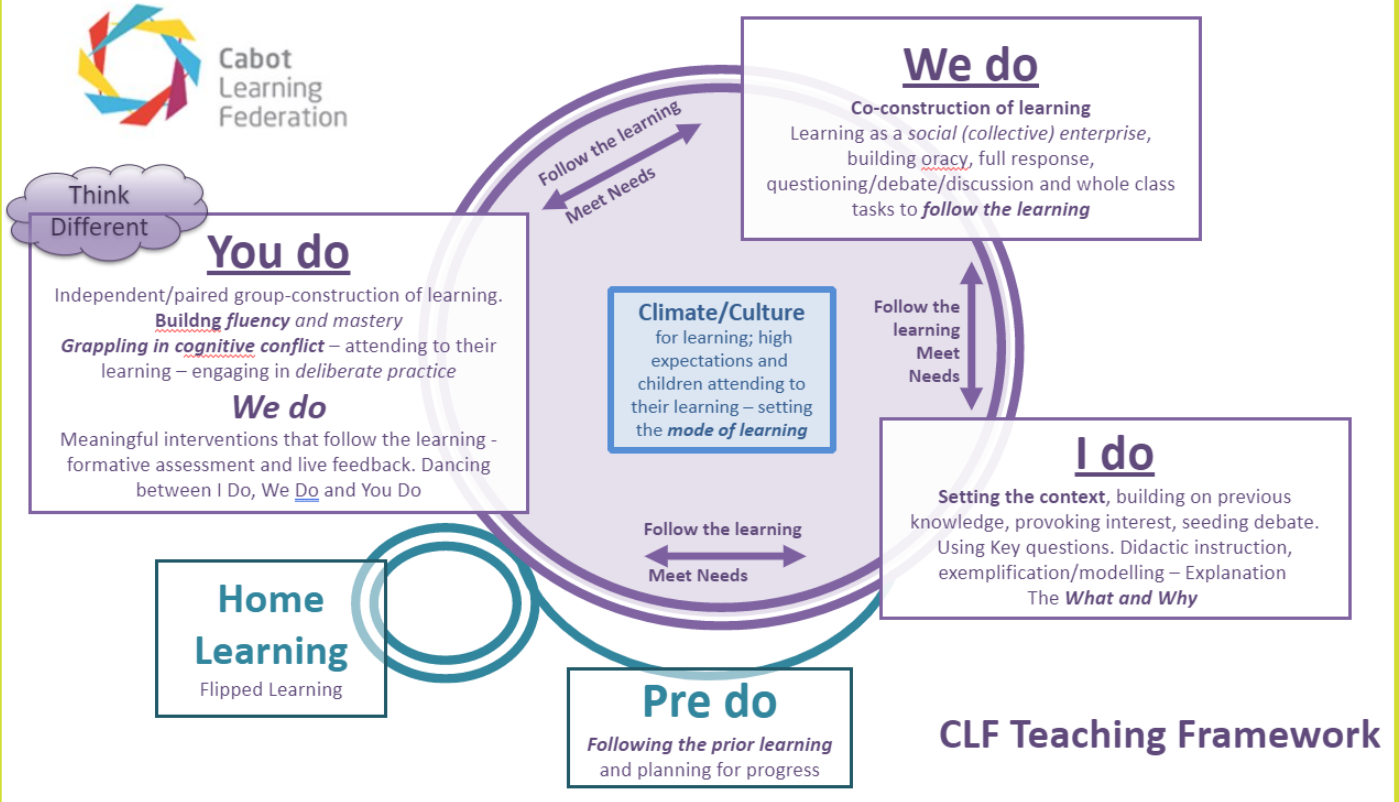 Cabot
Learning
Federation
Think
Different
You do
Independent/paired group-construction of learning.
Buildng fluency and mastery
Grappling in cognitive conflict – attending to their
learning – engaging in deliberate practice
We do
Meaningful interventions that follow the learning -
formative assessment and live feedback. Dancing
between I Do, We Do and You Do
Follow the learning
Meet Needs
We do
Co-construction of learning
Learning as a social (collective) enterprise,
building oracy, full response,
questioning/debate/discussion and whole class
tasks to follow the learning
Climate/Culture
for learning; high
expectations and
children attending to
their learning – setting
the mode of learning
Follow the
learning
Meet
Needs
I do
Setting the context, building on previous
knowledge, provoking interest, seeding debate.
Using Key questions. Didactic instruction,
exemplification/modelling – Explanation
The What and Why
Follow the learning
Meet Needs
Home
Learning
Flipped Learning
Pre do
Following the prior learning
and planning for progress
CLF Teaching Framework